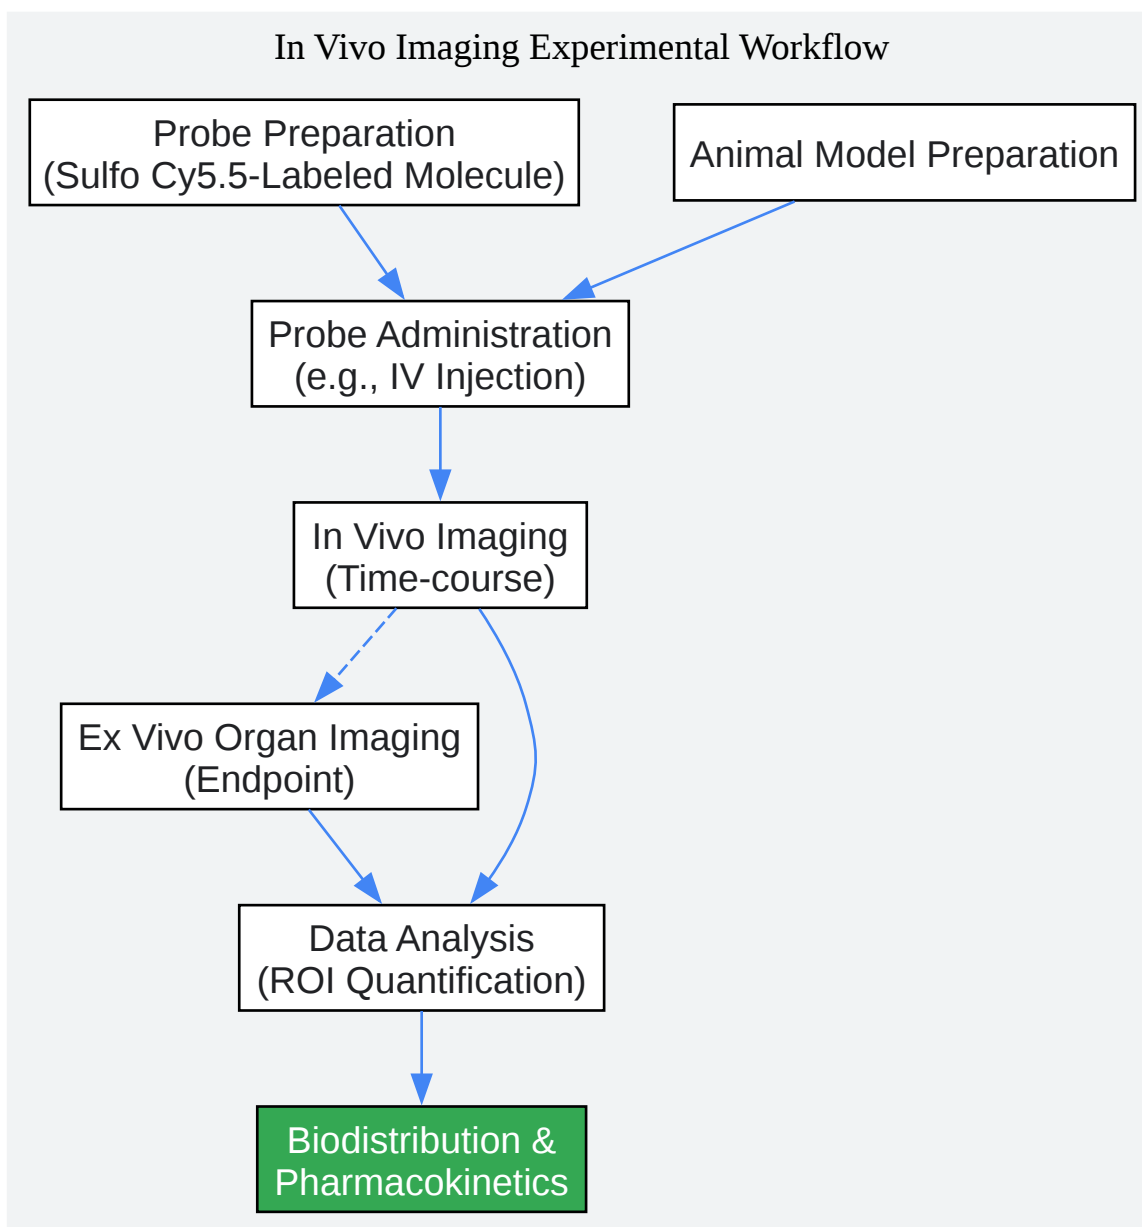 In Vivo Imaging Experimental Workflow
Probe Preparation
(Sulfo Cy5.5-Labeled Molecule)
Animal Model Preparation
Probe Administration
(e.g., IV Injection)
In Vivo Imaging
(Time-course)
Ex Vivo Organ Imaging
(Endpoint)
Data Analysis
(ROI Quantification)
Biodistribution &
Pharmacokinetics